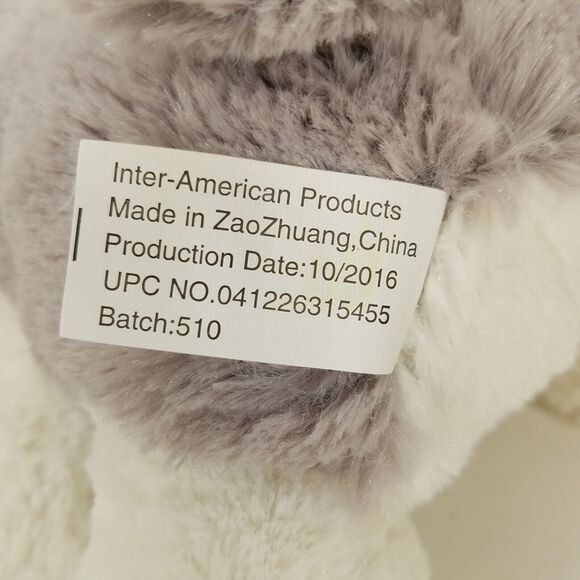 Inter-American Products
Made in ZaoZhuang,China
Production Date:10/2016
UPC NO.041226315455
Batch:510